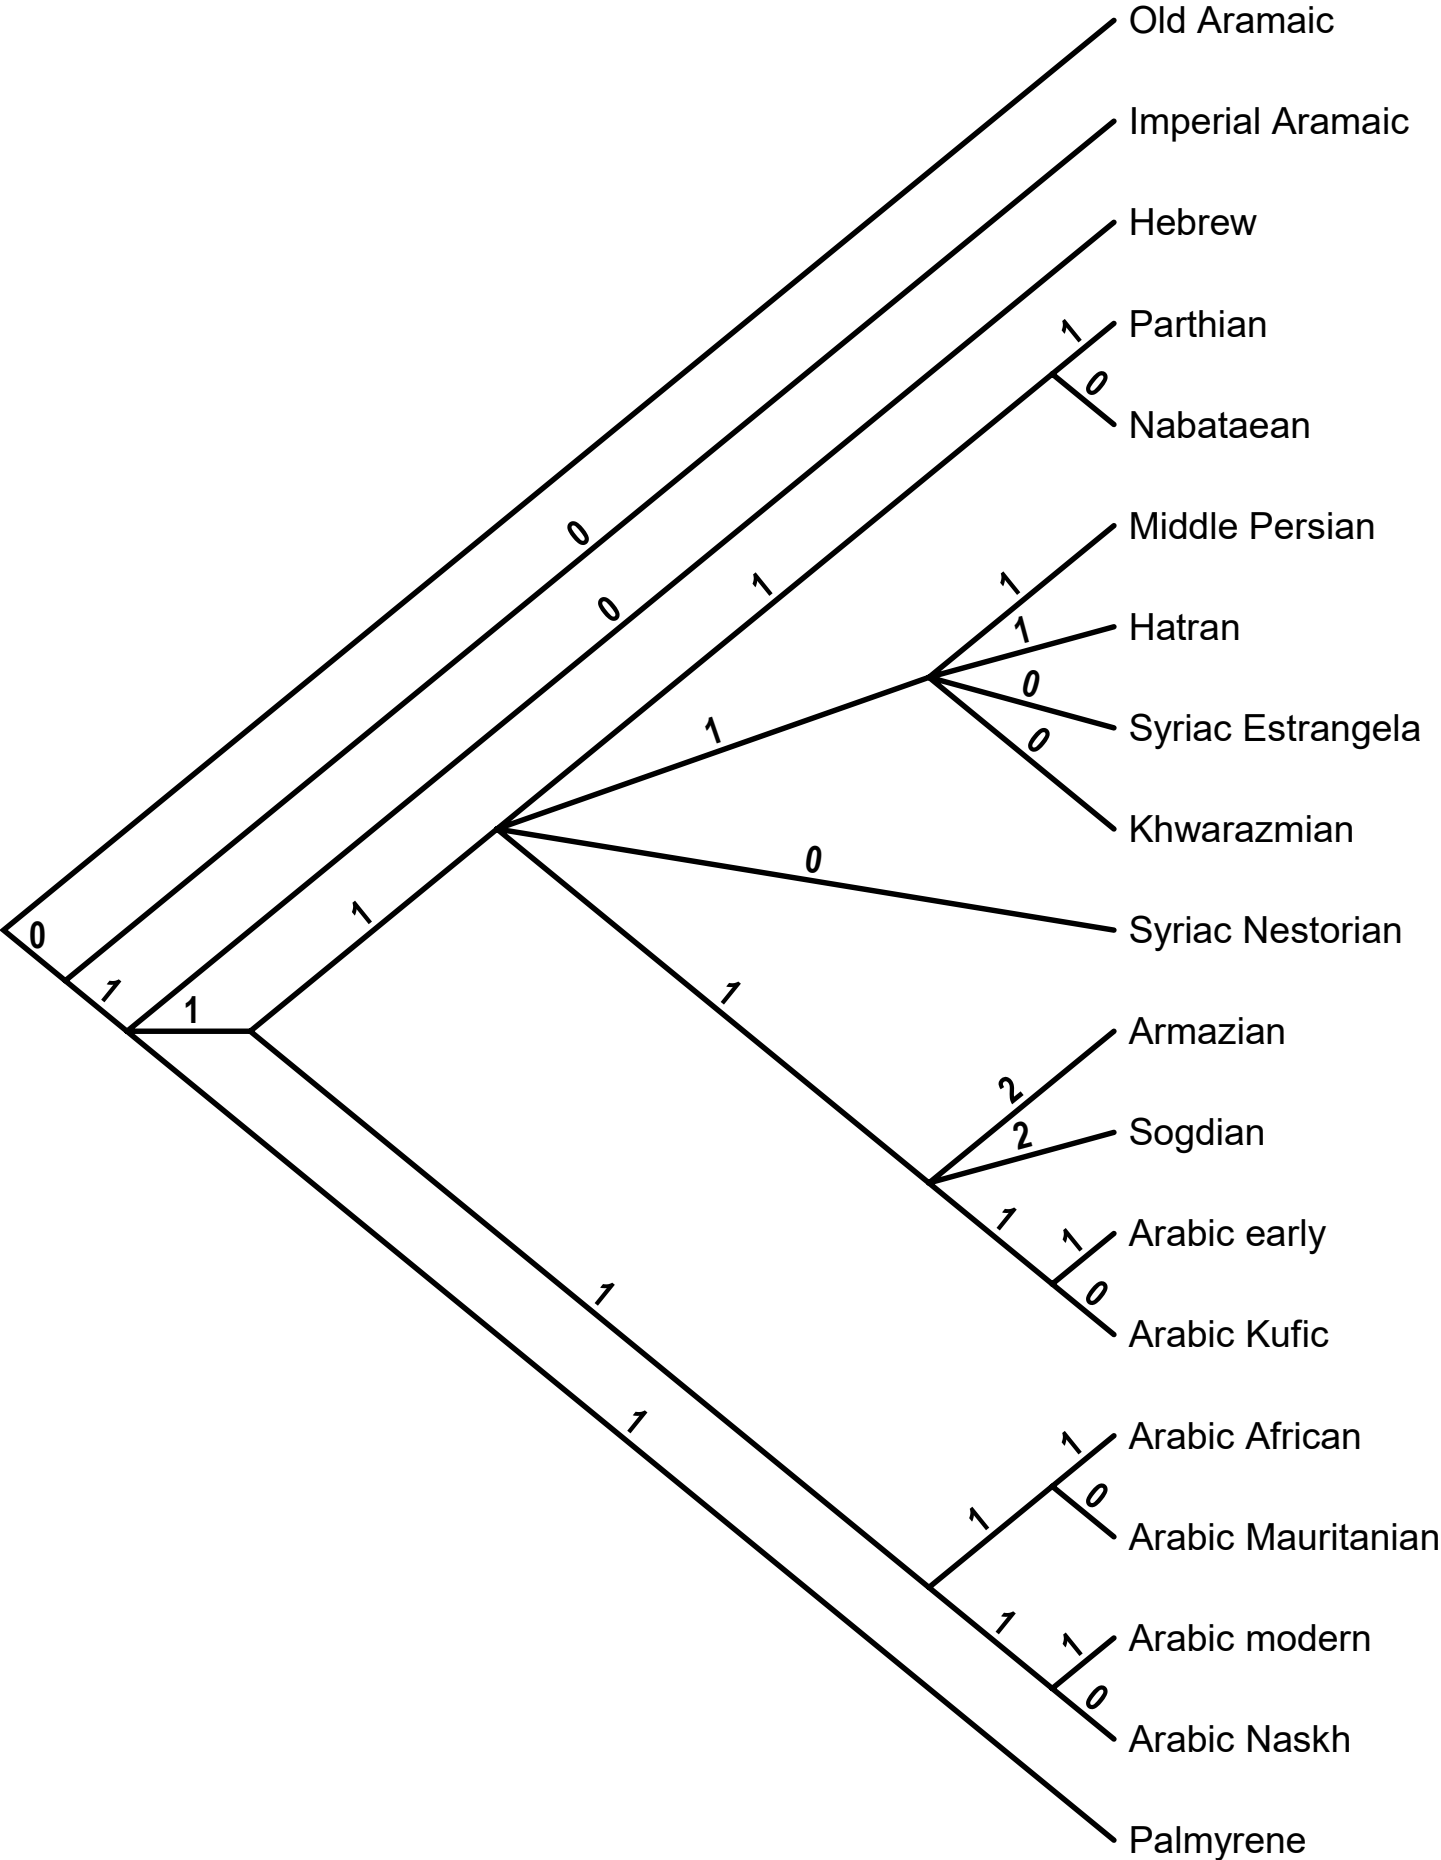 Old Aramaic
Imperial Aramaic
Hebrew
1 Parthian
0
Nabataean
0
1 Middle Persian
1
0
1 Hatran
0
1
Syriac Estrangela
0
Khwarazmian
0
1
0 Syriac Nestorian
1
1
1 Armazian
2
2 Sogdian
1
1 Arabic early
1
0
Arabic Kufic
1
1 Arabic African
0
1
Arabic Mauritanian
1
1 Arabic modern
0
Arabic Naskh
Palmyrene